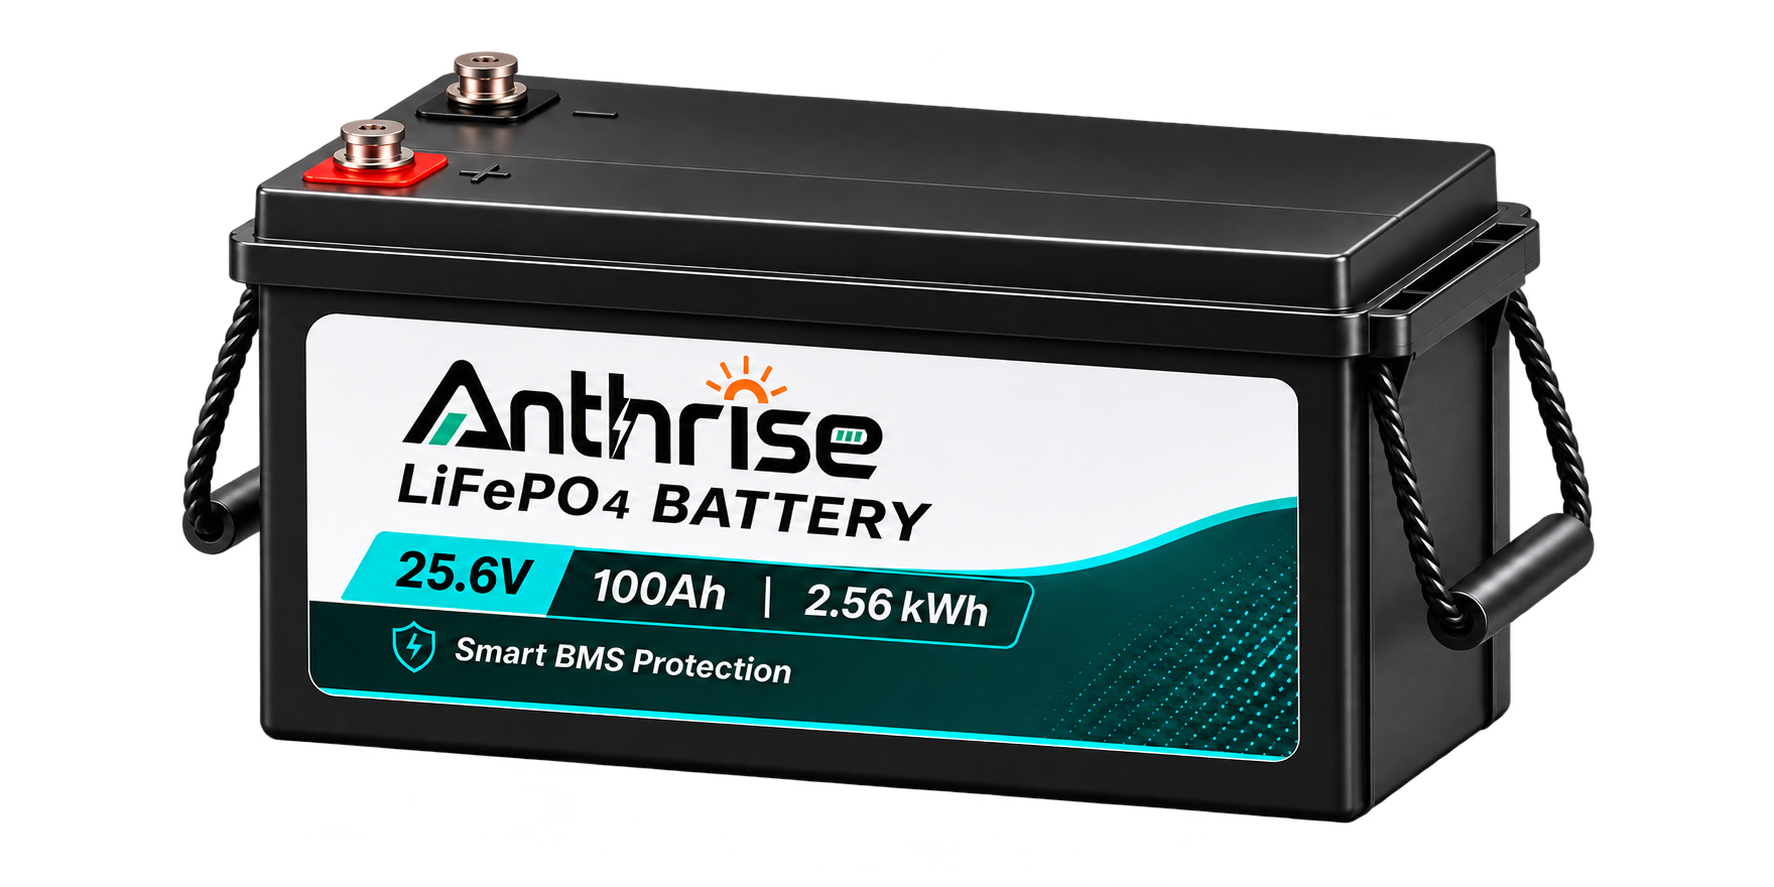 −
+
Anthrise
LiFePO4 BATTERY
25.6V 100Ah | 2.56 kWh
Smart BMS Protection